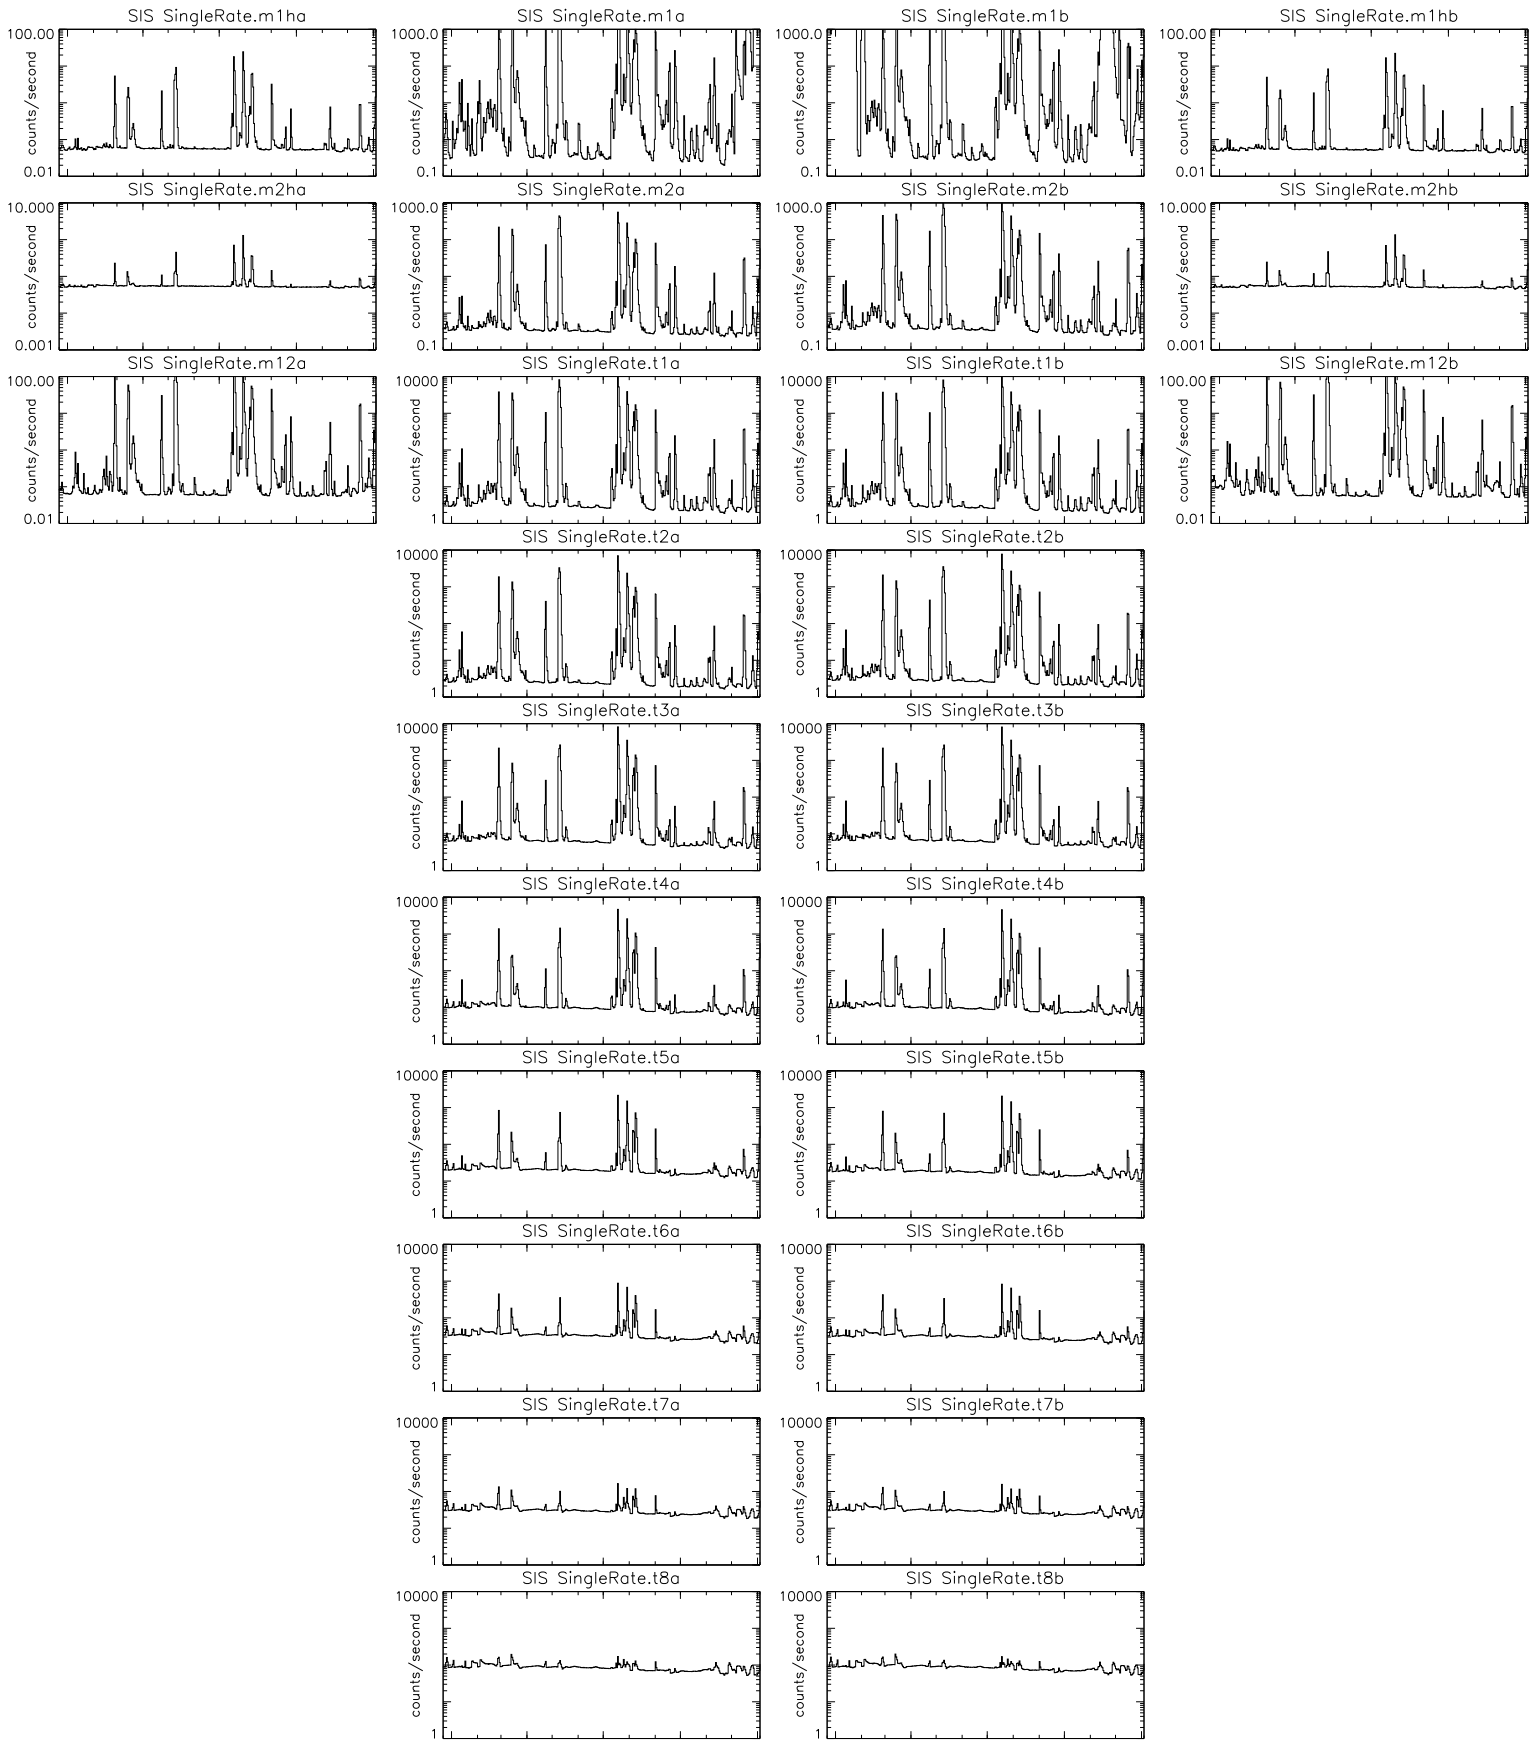 SIS SingleRate.m1ha
100.00
counts/second
0.01
SIS SingleRate.m1a
1000.0
counts/second
0.1
SIS SingleRate.m1b
1000.0
counts/second
0.1
SIS SingleRate.m1hb
100.00
counts/second
0.01
SIS SingleRate.m2ha
10.000
counts/second
0.001
SIS SingleRate.m2a
1000.0
counts/second
0.1
SIS SingleRate.m2b
1000.0
counts/second
0.1
SIS SingleRate.m2hb
10.000
counts/second
0.001
SIS SingleRate.m12a
100.00
counts/second
0.01
SIS SingleRate.t1a
10000
counts/second
1
SIS SingleRate.t1b
10000
counts/second
1
SIS SingleRate.m12b
100.00
counts/second
0.01
SIS SingleRate.t2a
10000
counts/second
1
SIS SingleRate.t2b
10000
counts/second
1
SIS SingleRate.t3a
10000
counts/second
1
SIS SingleRate.t3b
10000
counts/second
1
SIS SingleRate.t4a
10000
counts/second
1
SIS SingleRate.t4b
10000
counts/second
1
SIS SingleRate.t5a
10000
counts/second
1
SIS SingleRate.t5b
10000
counts/second
1
SIS SingleRate.t6a
10000
counts/second
1
SIS SingleRate.t6b
10000
counts/second
1
SIS SingleRate.t7a
10000
counts/second
1
SIS SingleRate.t7b
10000
counts/second
1
SIS SingleRate.t8a
10000
counts/second
1
SIS SingleRate.t8b
10000
counts/second
1